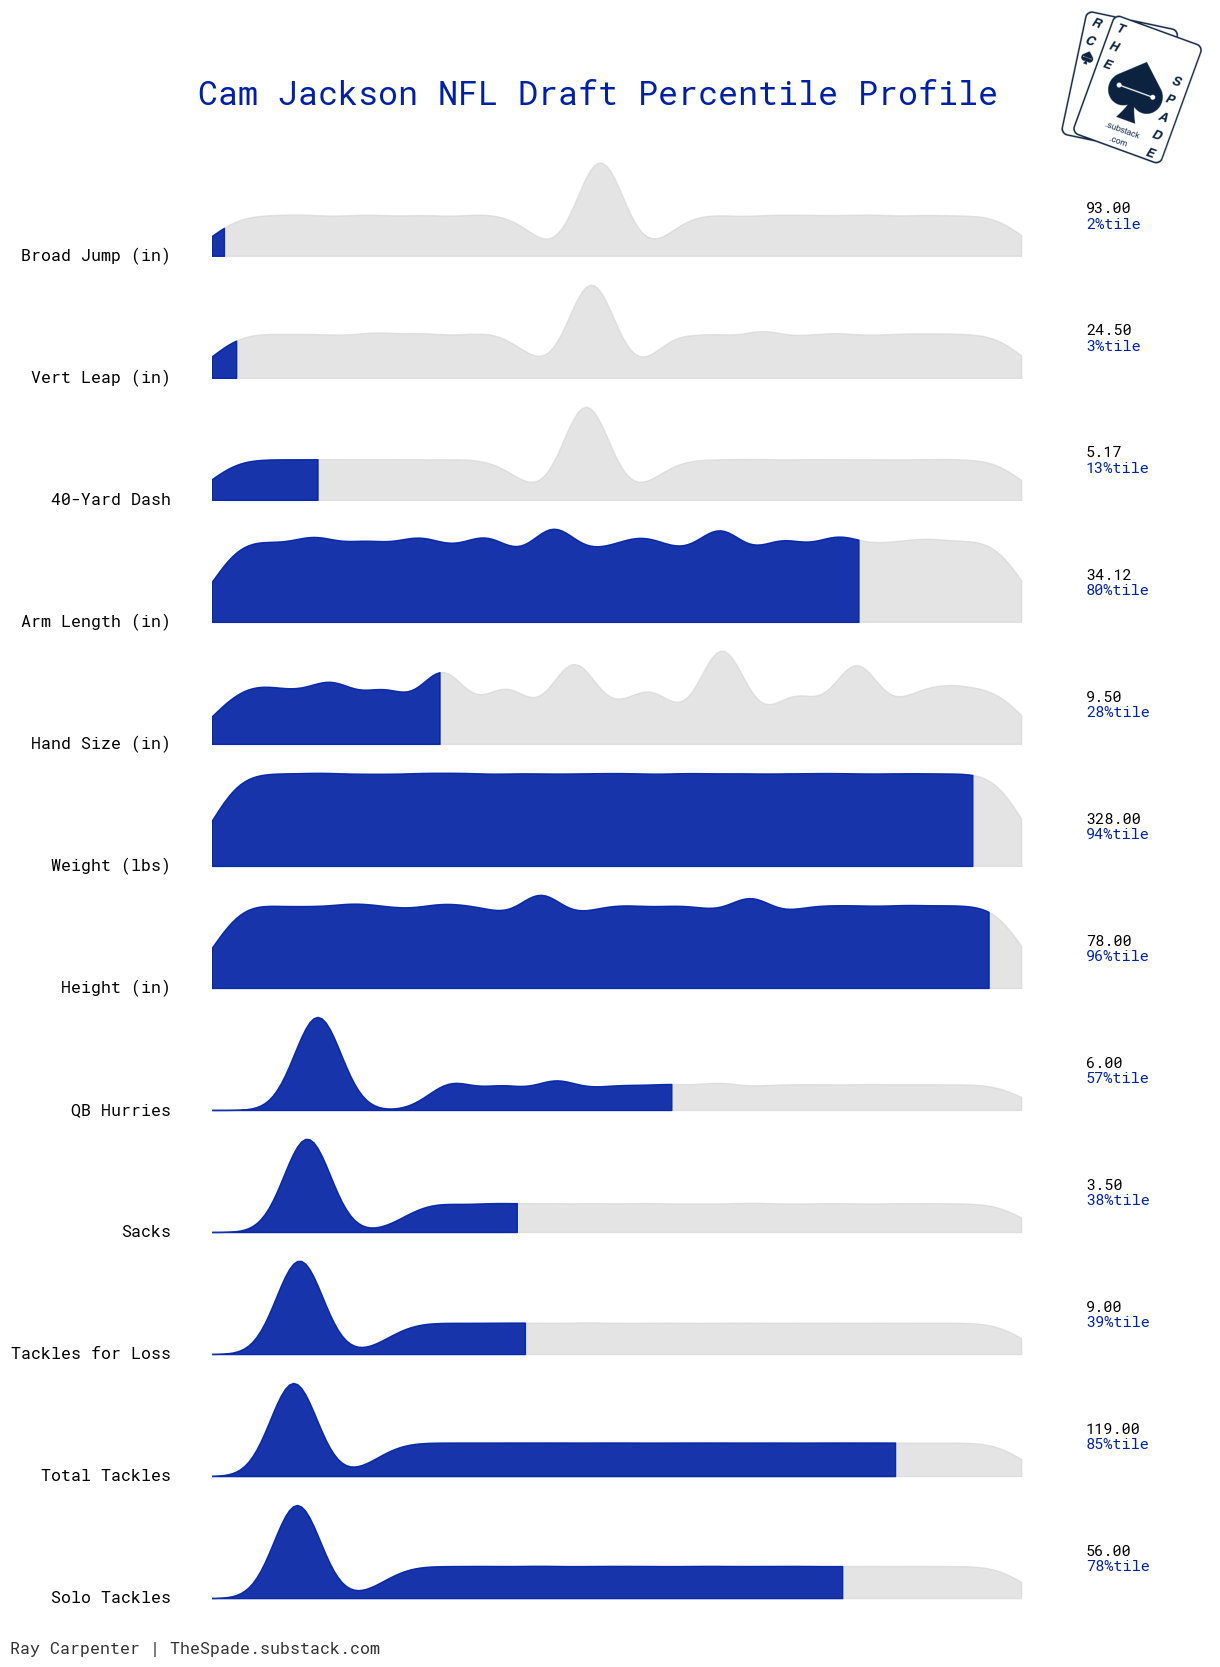 R
C
THE
SPADE
.substack
.com
Cam Jackson NFL Draft Percentile Profile
93.00
2%tile
Broad Jump (in)
24.50
3%tile
Vert Leap (in)
5.17
13%tile
40-Yard Dash
34.12
80%tile
Arm Length (in)
9.50
28%tile
Hand Size (in)
328.00
94%tile
Weight (lbs)
78.00
96%tile
Height (in)
6.00
57%tile
QB Hurries
3.50
38%tile
Sacks
9.00
39%tile
Tackles for Loss
119.00
85%tile
Total Tackles
56.00
78%tile
Solo Tackles
Ray Carpenter | TheSpade.substack.com